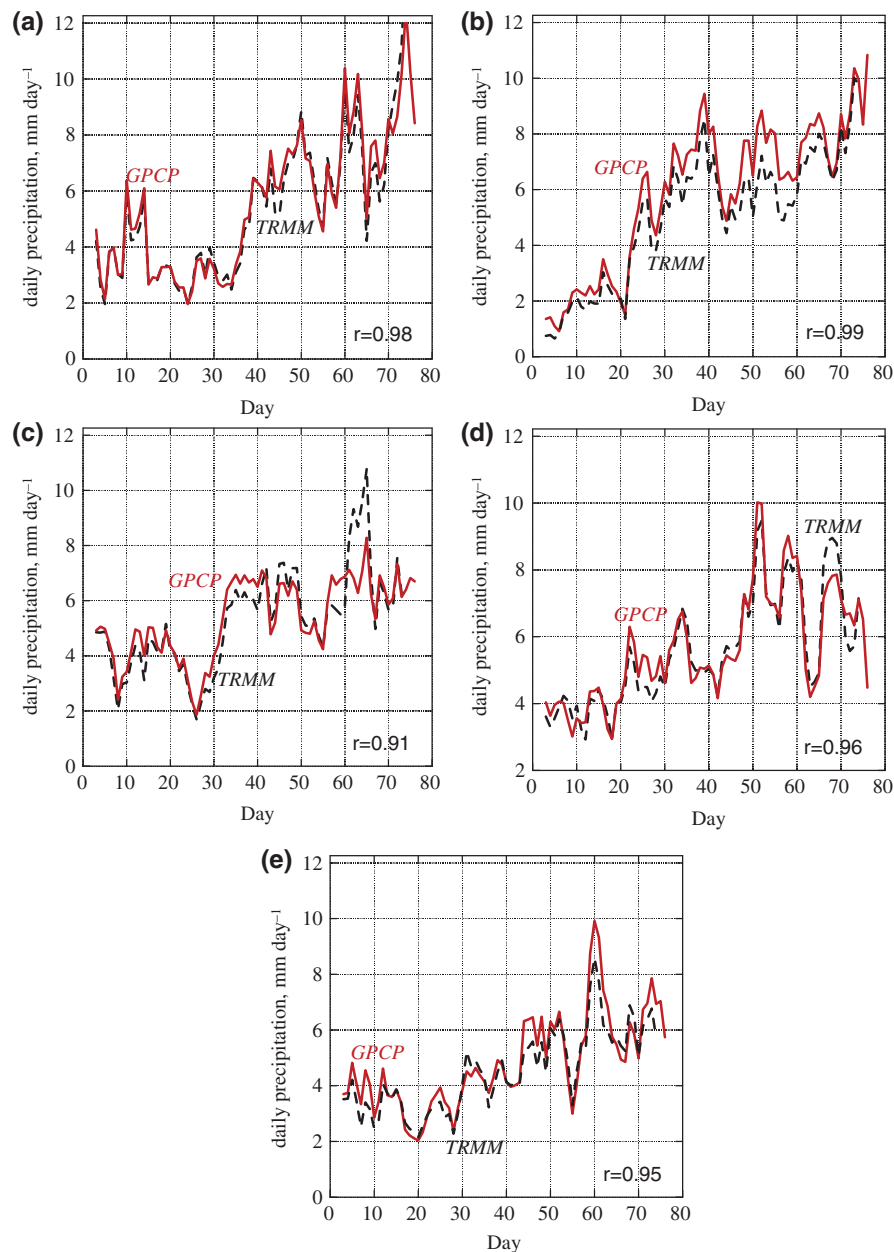 (a)
12
10
8
6
4
2
0
daily precipitation, mm day⁻¹
GPCP
TRMM
r=0.98
0 10 20 30 40 50 60 70 80
Day
(b)
12
10
8
6
4
2
0
daily precipitation, mm day⁻¹
GPCP
TRMM
r=0.99
0 10 20 30 40 50 60 70 80
Day
(c)
12
10
8
6
4
2
0
daily precipitation, mm day⁻¹
GPCP
TRMM
r=0.91
0 10 20 30 40 50 60 70 80
Day
(d)
12
10
8
6
4
2
daily precipitation, mm day⁻¹
TRMM
GPCP
r=0.96
0 10 20 30 40 50 60 70 80
Day
(e)
12
10
8
6
4
2
0
daily precipitation, mm day⁻¹
GPCP
TRMM
r=0.95
0 10 20 30 40 50 60 70 80
Day